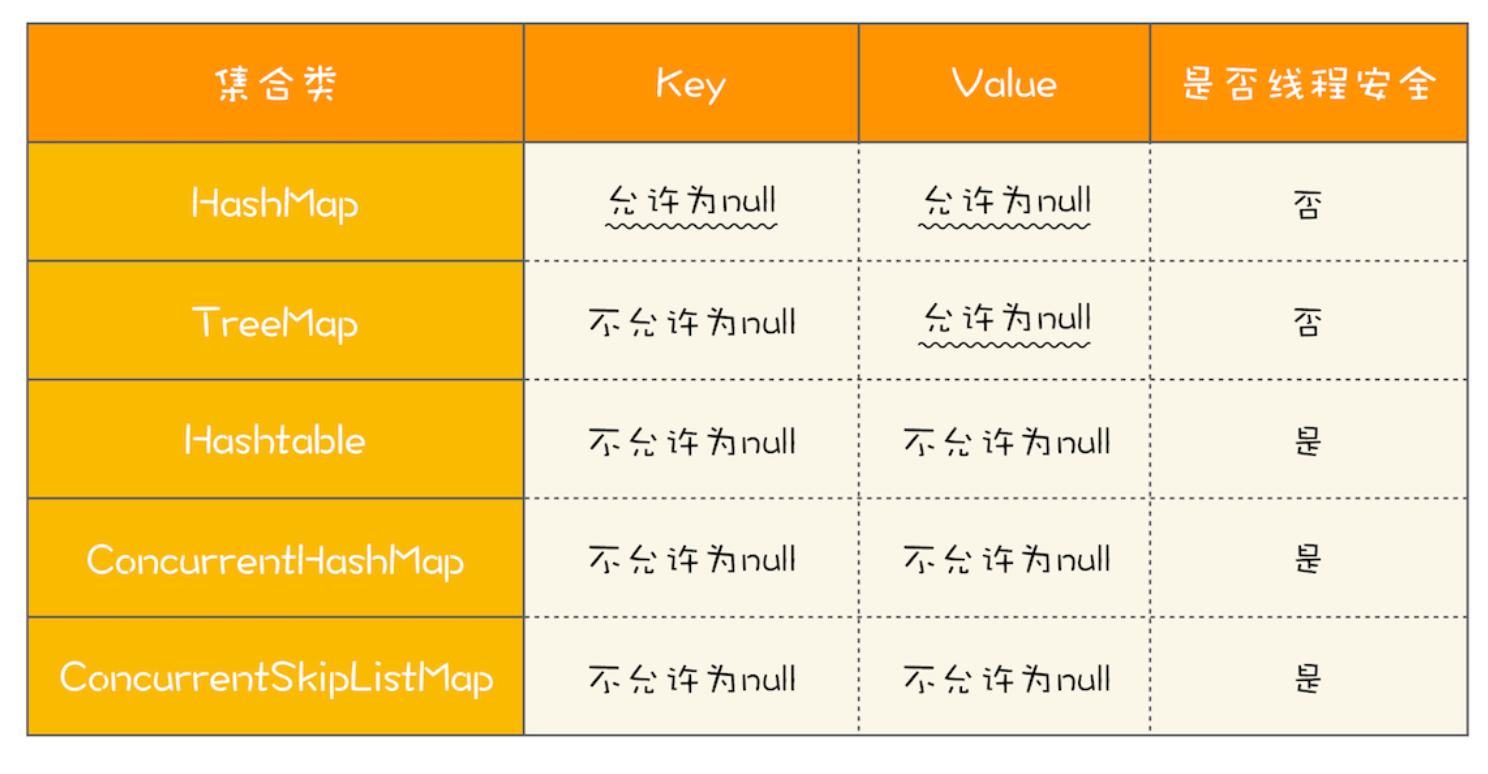 集合类 Key Value 是否线程安全
HashMap 允许为null 允许为null 否
TreeMap 不允许为null 允许为null 否
Hashtable 不允许为null 不允许为null 是
ConcurrentHashMap 不允许为null 不允许为null 是
ConcurrentSkipListMap 不允许为null 不允许为null 是